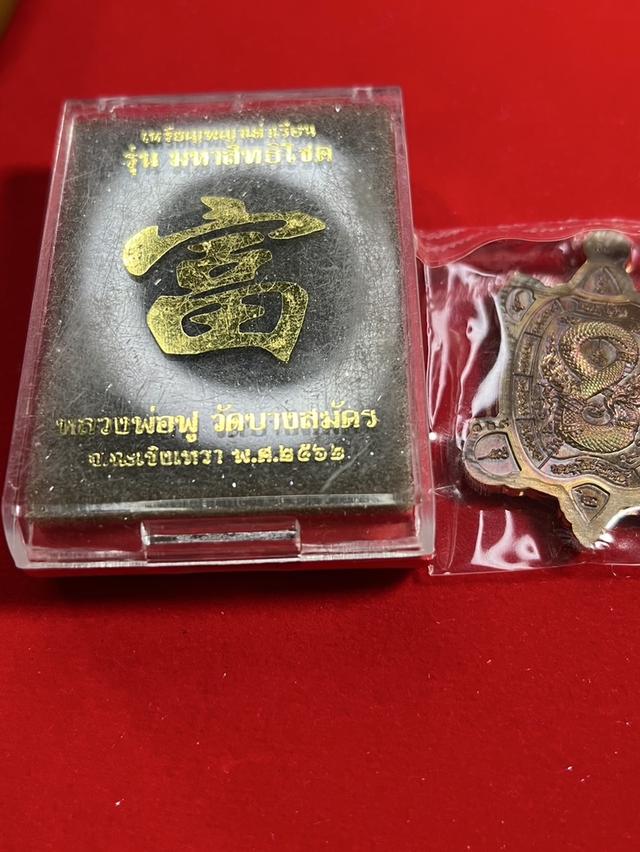 เหรียญพญาเต่าเรือน
รุ่น มหาสิทธิโชค
富
หลวงพ่อฟู วัดบางสมัคร
จ.ฉะเชิงเทรา พ.ศ.๒๕๖๒